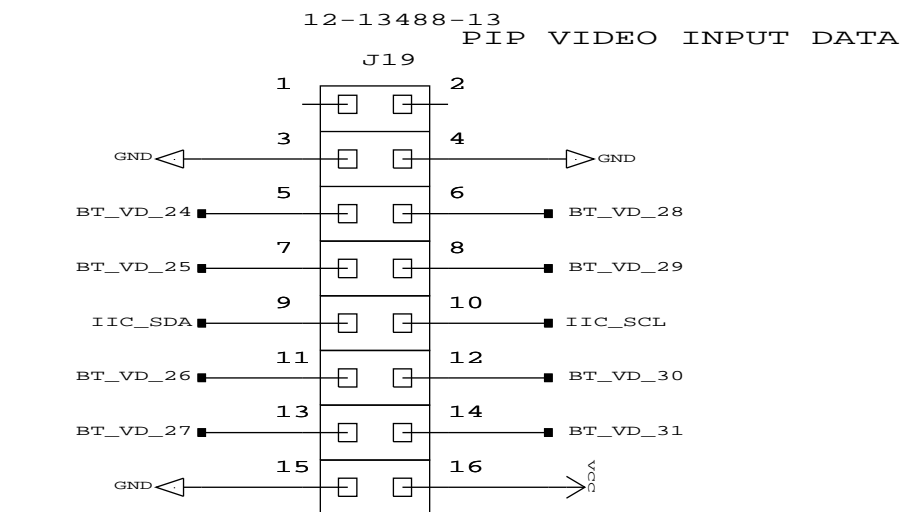 12-13488-13
PIP VIDEO INPUT DATA
J19
1 2
3 4
GND GND
5 6
BT_VD_24 BT_VD_28
7 8
BT_VD_25 BT_VD_29
9 10
IIC_SDA IIC_SCL
11 12
BT_VD_26 BT_VD_30
13 14
BT_VD_27 BT_VD_31
15 16
GND VCC